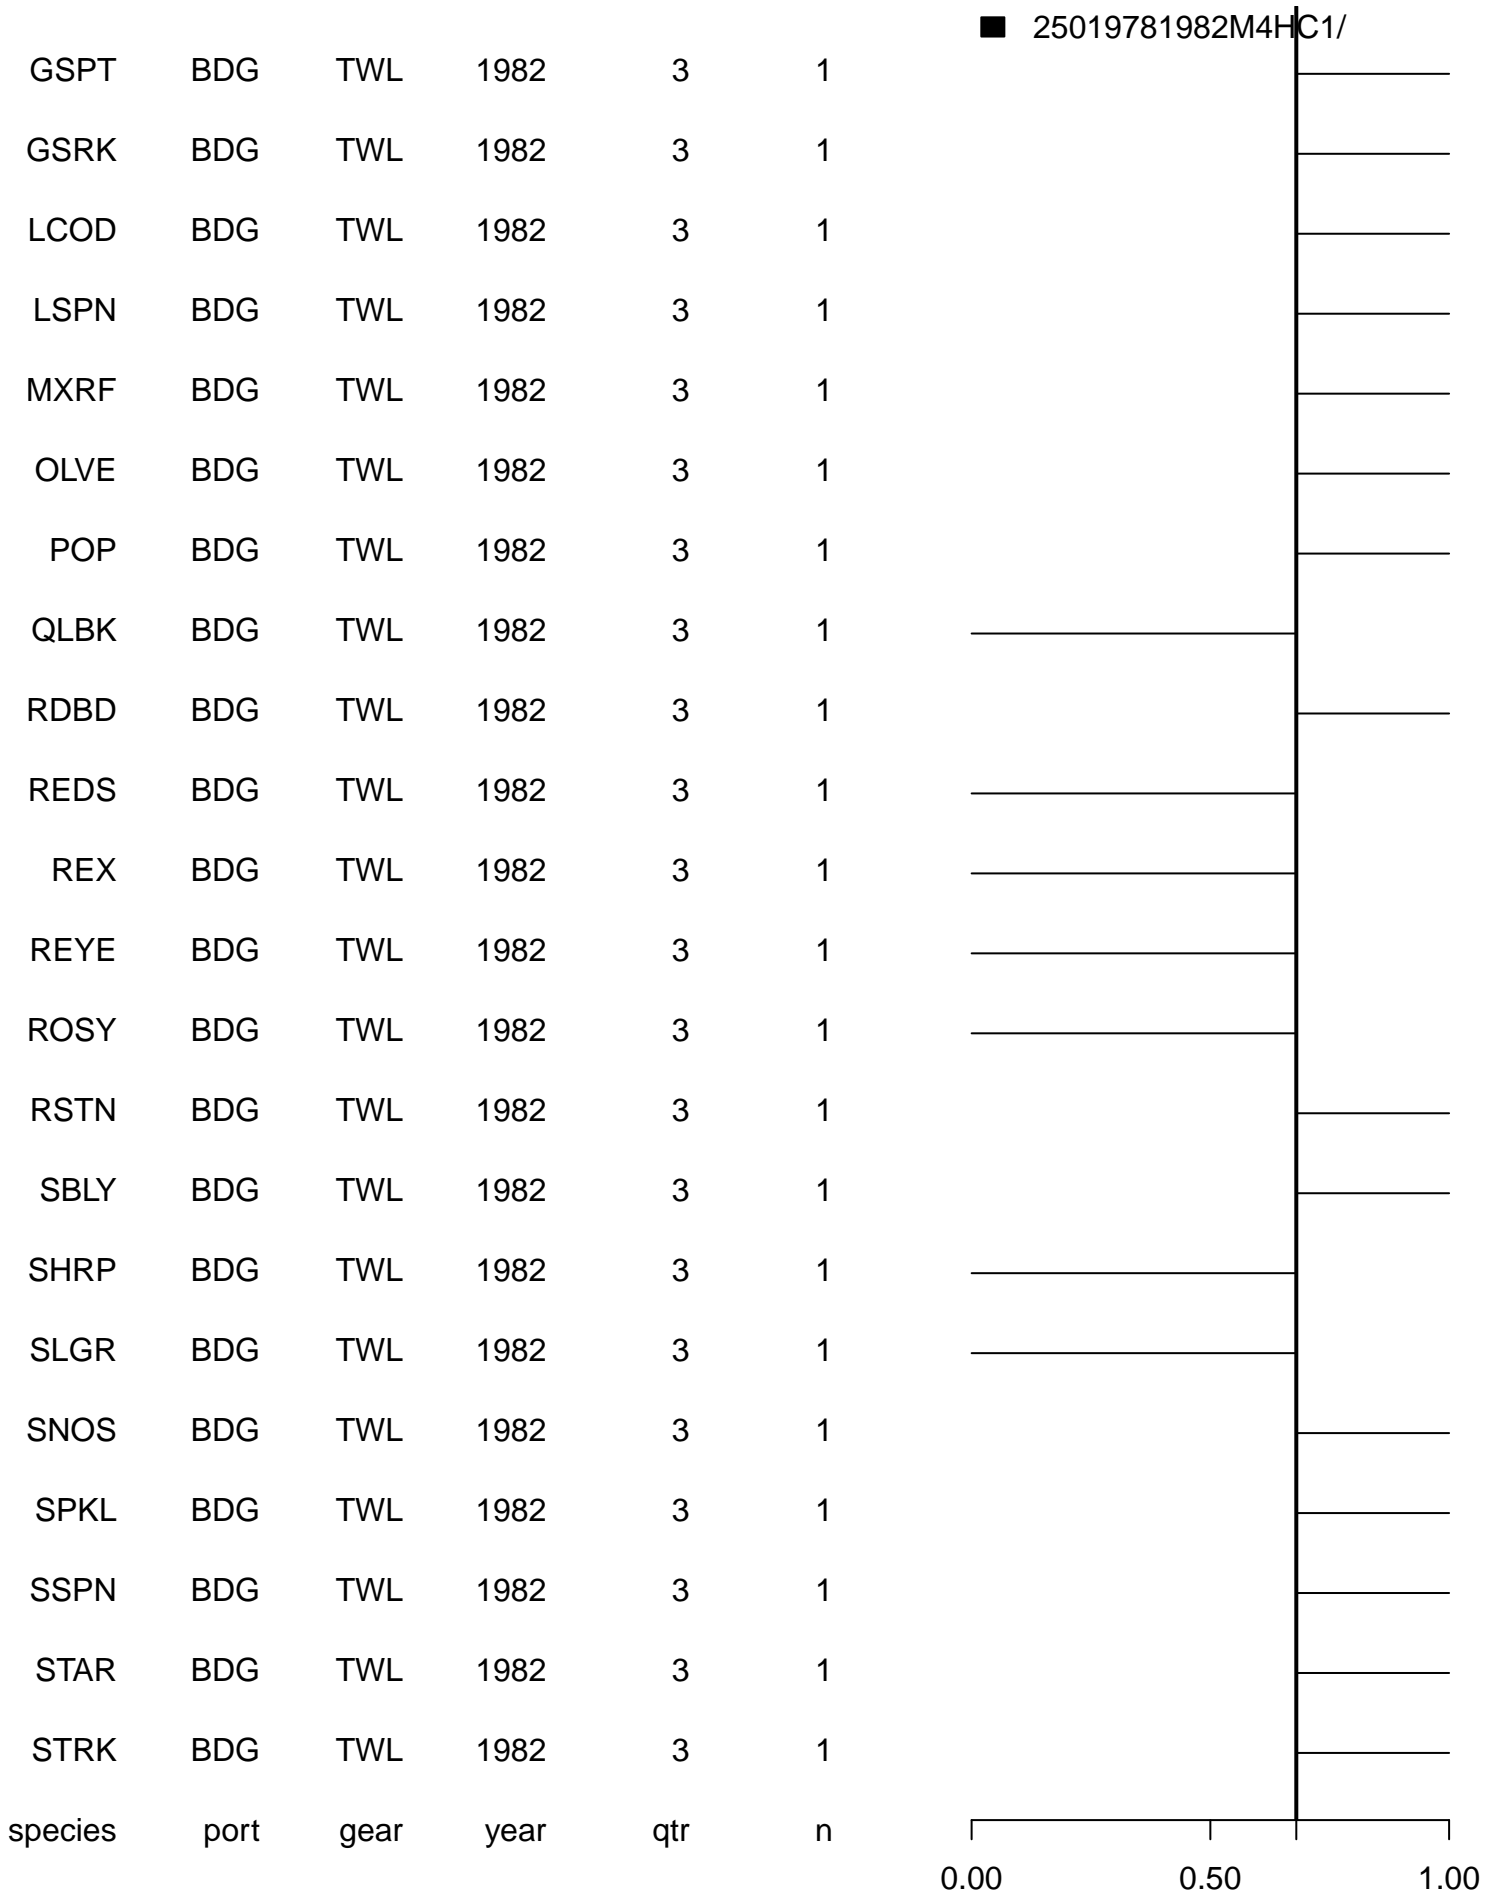 25019781982M4HC1/
GSPT BDG TWL 1982 3 1
GSRK BDG TWL 1982 3 1
LCOD BDG TWL 1982 3 1
LSPN BDG TWL 1982 3 1
MXRF BDG TWL 1982 3 1
OLVE BDG TWL 1982 3 1
POP BDG TWL 1982 3 1
QLBK BDG TWL 1982 3 1
RDBD BDG TWL 1982 3 1
REDS BDG TWL 1982 3 1
REX BDG TWL 1982 3 1
REYE BDG TWL 1982 3 1
ROSY BDG TWL 1982 3 1
RSTN BDG TWL 1982 3 1
SBLY BDG TWL 1982 3 1
SHRP BDG TWL 1982 3 1
SLGR BDG TWL 1982 3 1
SNOS BDG TWL 1982 3 1
SPKL BDG TWL 1982 3 1
SSPN BDG TWL 1982 3 1
STAR BDG TWL 1982 3 1
STRK BDG TWL 1982 3 1
species port gear year qtr n
0.00 0.50 1.00